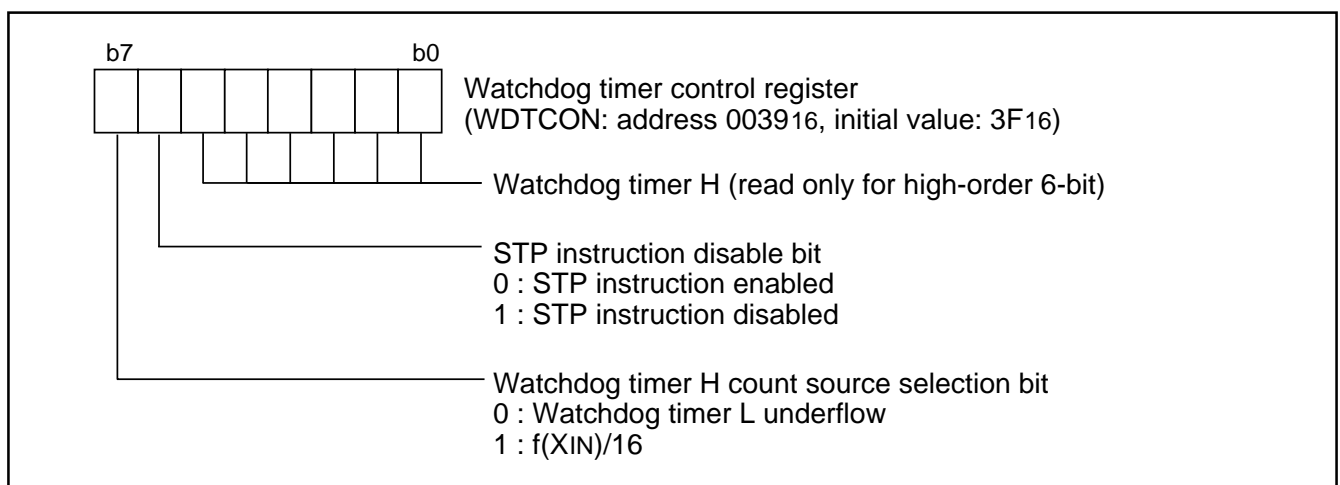 b7 b0
Watchdog timer control register
(WDTCON: address 003916, initial value: 3F16)
Watchdog timer H (read only for high-order 6-bit)
STP instruction disable bit
0 : STP instruction enabled
1 : STP instruction disabled
Watchdog timer H count source selection bit
0 : Watchdog timer L underflow
1 : f(XIN)/16